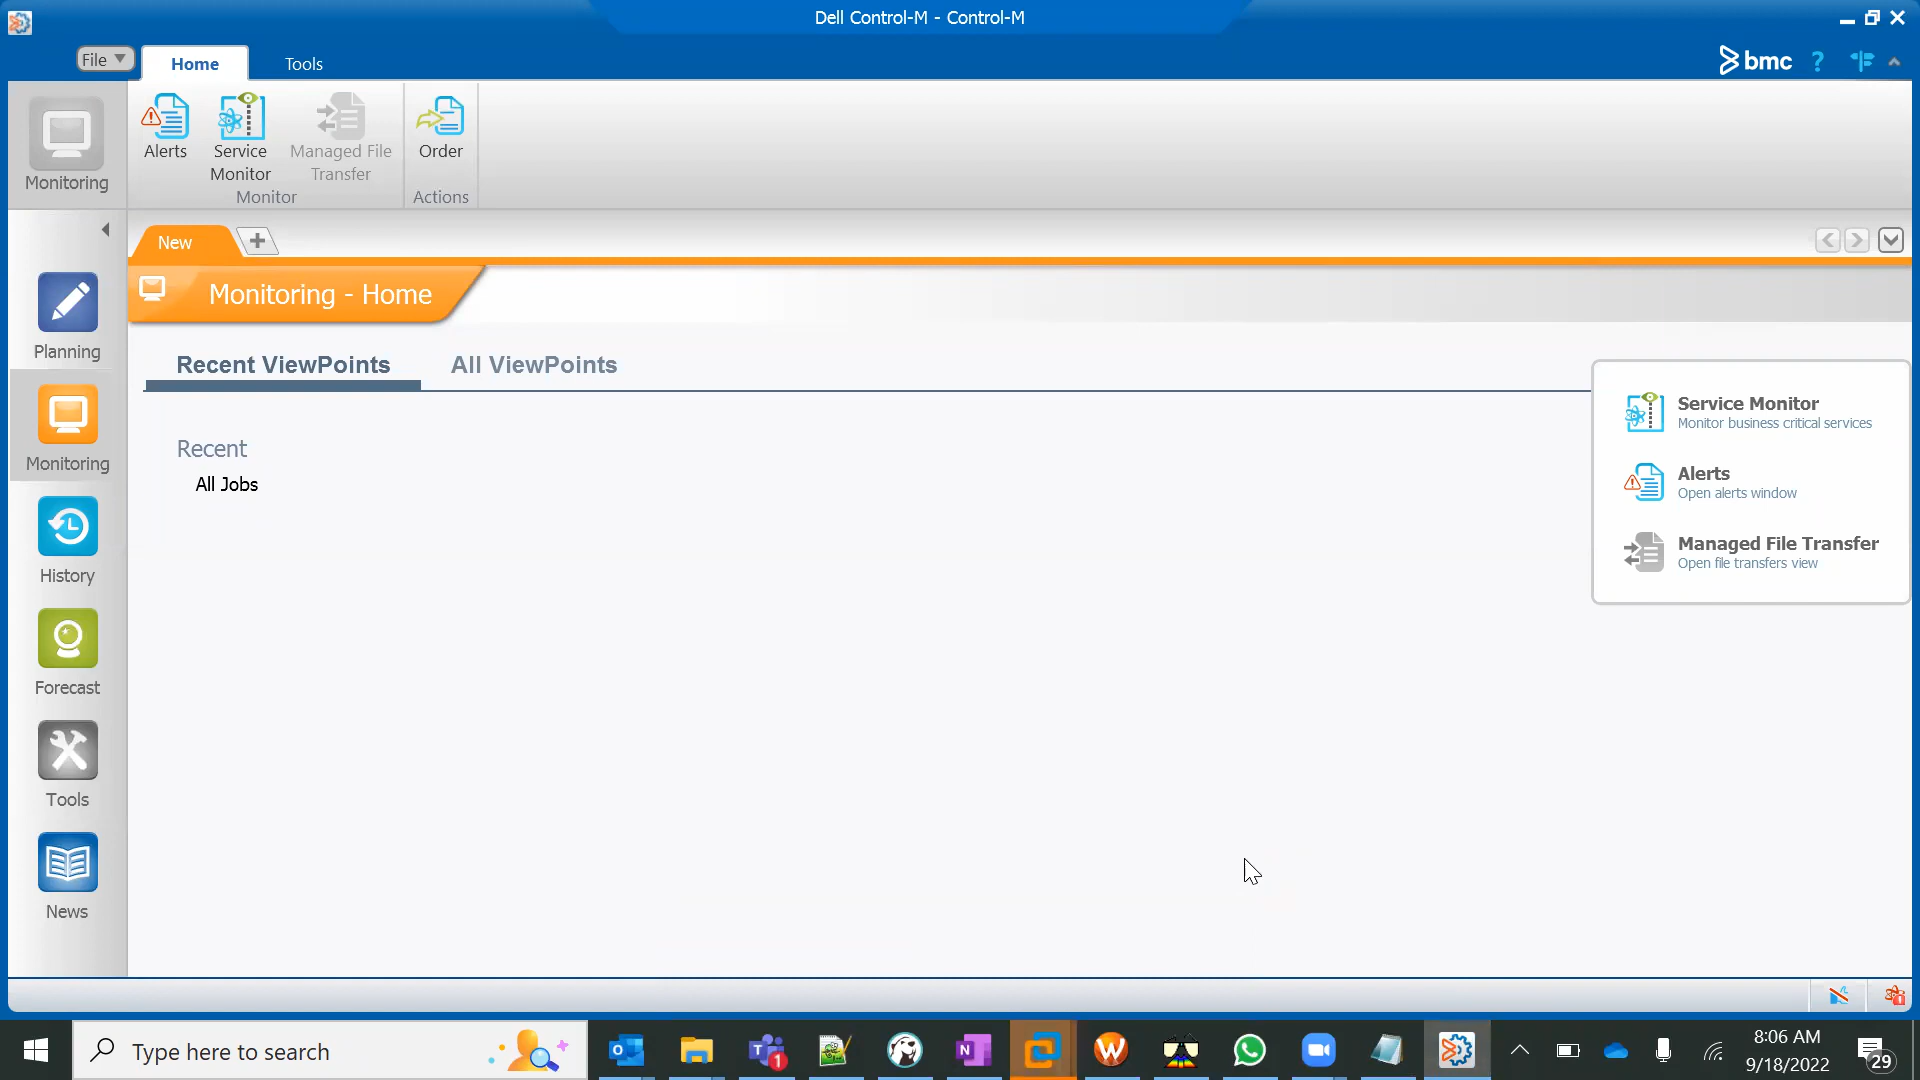 Dell Control-M - Control-M
File
Home
Tools
bmc
?
Monitoring
Alerts
Service
Monitor
Managed File
Transfer
Order
Monitor
Actions
New
Monitoring - Home
Planning
Monitoring
History
Forecast
Tools
News
Recent ViewPoints
All ViewPoints
Recent
All Jobs
Service Monitor
Monitor business critical services
Alerts
Open alerts window
Managed File Transfer
Open file transfers view
Type here to search
1
8:06 AM
9/18/2022
29